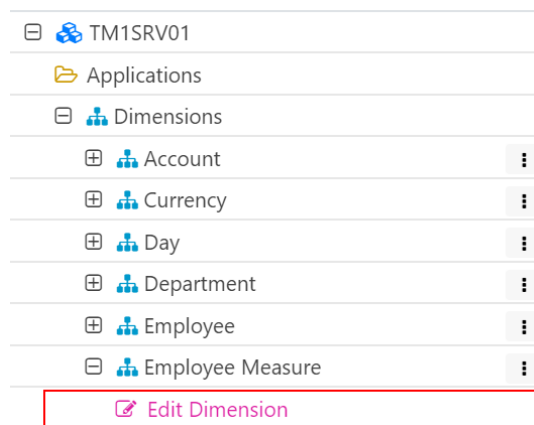 TM1SRV01
Applications
Dimensions
Account
Currency
Day
Department
Employee
Employee Measure
Edit Dimension